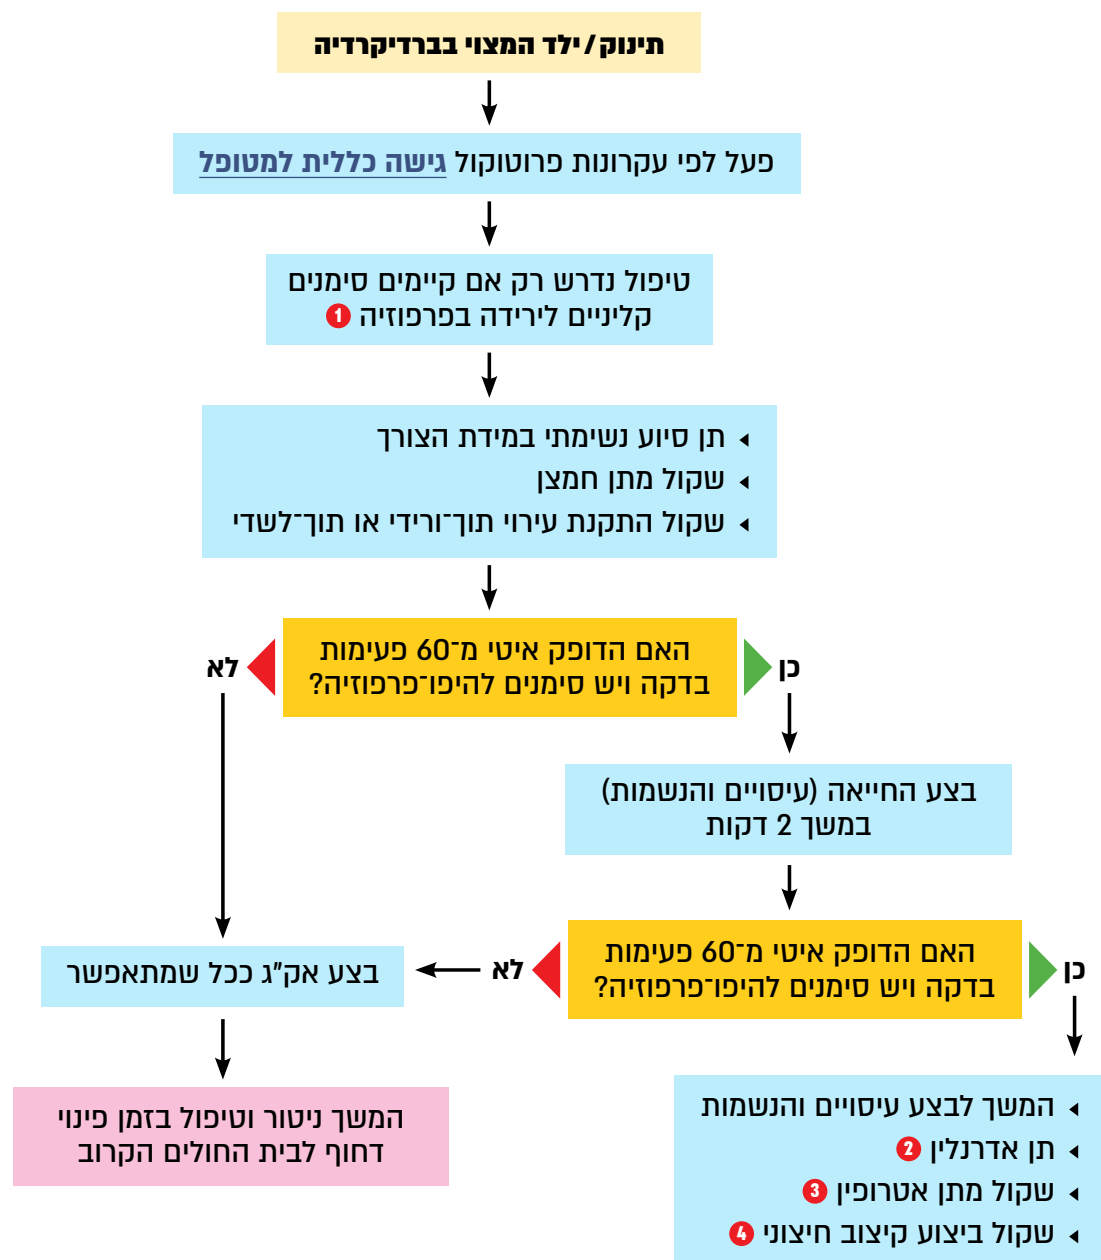 תינוק/ילד המצוי בברדיקרדיה
פעל לפי עקרונות פרוטוקול גישה כללית למטופל
טיפול נדרש רק אם קיימים סימנים
קליניים לירידה בפרפוזיה 1
תן סיוע נשימתי במידת הצורך
שקול מתן חמצן
שקול התקנת עירוי תוך־ורידי או תוך־לשדי
האם הדופק איטי מ־60 פעימות
בדקה ויש סימנים להיפו־פרפוזיה?
כן
לא
בצע החייאה (עיסויים והנשמות)
במשך 2 דקות
האם הדופק איטי מ־60 פעימות
בדקה ויש סימנים להיפו־פרפוזיה?
כן
לא
בצע אק"ג ככל שמתאפשר
המשך ניטור וטיפול בזמן פינוי
דחוף לבית החולים הקרוב
המשך לבצע עיסויים והנשמות
תן אדרנלין 2
שקול מתן אטרופין 3
שקול ביצוע קיצוב חיצוני 4